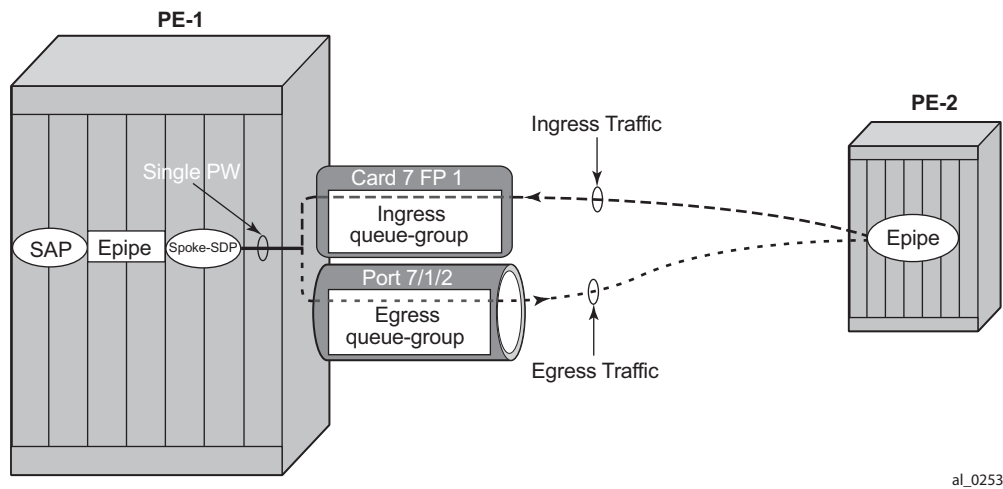 PE-1
PE-2
Ingress Traffic
Single PW
Card 7 FP 1
Ingress
queue-group
SAP
Epipe
Spoke-SDP
Epipe
Port 7/1/2
Egress
queue-group
Egress Traffic
al_0253